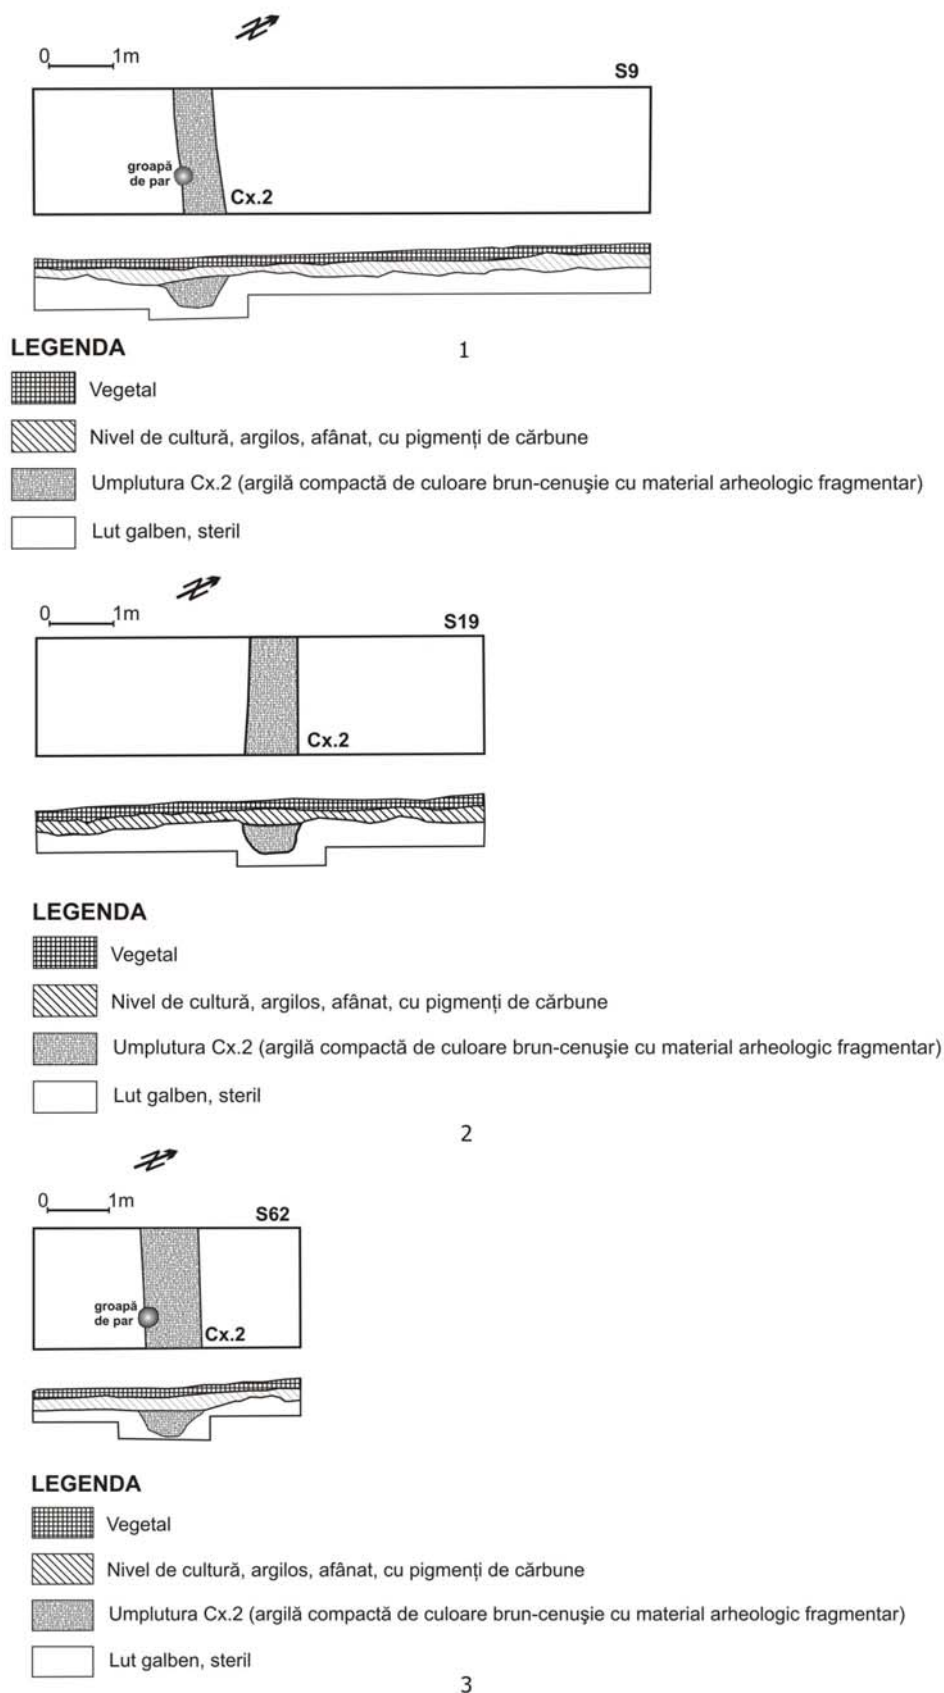 N
0 1m
S9
groapă
de par
Cx.2
LEGENDA
1
Vegetal
Nivel de cultură, argilos, afânat, cu pigmenți de cărbune
Umplutura Cx.2 (argilă compactă de culoare brun-cenuşie cu material arheologic fragmentar)
Lut galben, steril
N
0 1m
S19
Cx.2
LEGENDA
Vegetal
Nivel de cultură, argilos, afânat, cu pigmenți de cărbune
Umplutura Cx.2 (argilă compactă de culoare brun-cenuşie cu material arheologic fragmentar)
Lut galben, steril
2
N
0 1m
S62
groapă
de par
Cx.2
LEGENDA
Vegetal
Nivel de cultură, argilos, afânat, cu pigmenți de cărbune
Umplutura Cx.2 (argilă compactă de culoare brun-cenuşie cu material arheologic fragmentar)
Lut galben, steril
3